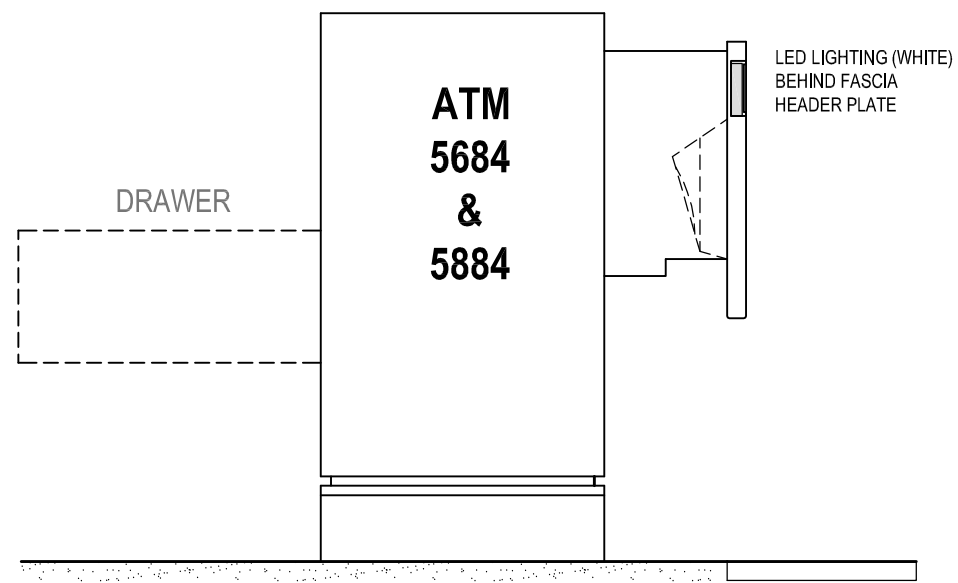 LED LIGHTING (WHITE)
BEHIND FASCIA
HEADER PLATE
ATM
5684
&
5884
DRAWER